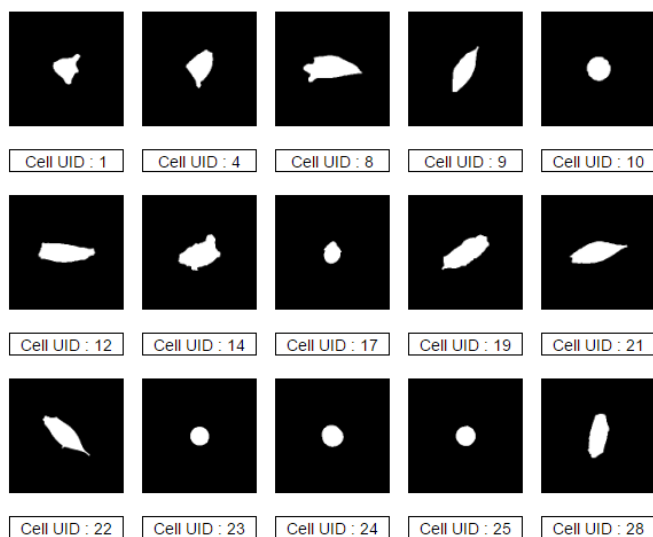 Cell UID : 1 Cell UID : 4 Cell UID : 8 Cell UID : 9 Cell UID : 10
Cell UID : 12 Cell UID : 14 Cell UID : 17 Cell UID : 19 Cell UID : 21
Cell UID : 22 Cell UID : 23 Cell UID : 24 Cell UID : 25 Cell UID : 28